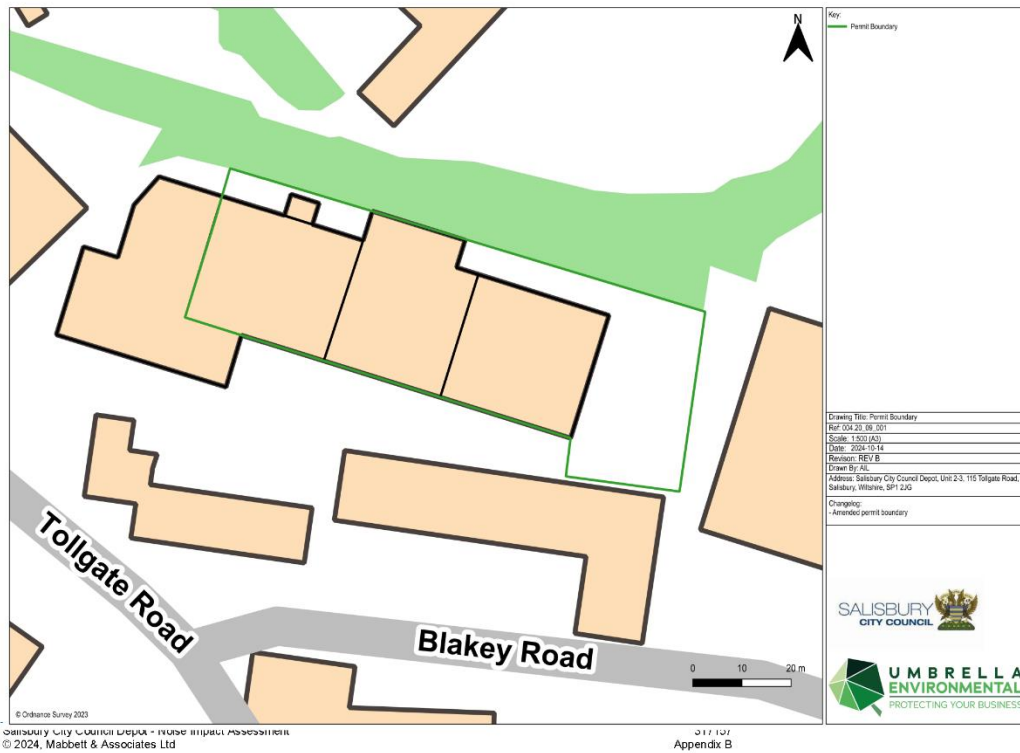 N
Tollgate Road
Blakey Road
0 10 20 m
© Ordnance Survey 2023
Key:
Permit Boundary
Drawing Title: Permit Boundary
Ref: 004.20_09_001
Scale: 1:500 (A3)
Date: 2024-10-14
Revision: REV B
Drawn By: AIL
Address: Salisbury City Council Depot, Unit 2-3, 115 Tollgate Road,
Salisbury, Wiltshire, SP1 2JG
Changelog:
- Amended permit boundary
SALISBURY
CITY COUNCIL
UMBRELLA
ENVIRONMENTAL
PROTECTING YOUR BUSINESS
Salisbury City Council Depot - Noise Impact Assessment
© 2024, Mabbett & Associates Ltd
Appendix B